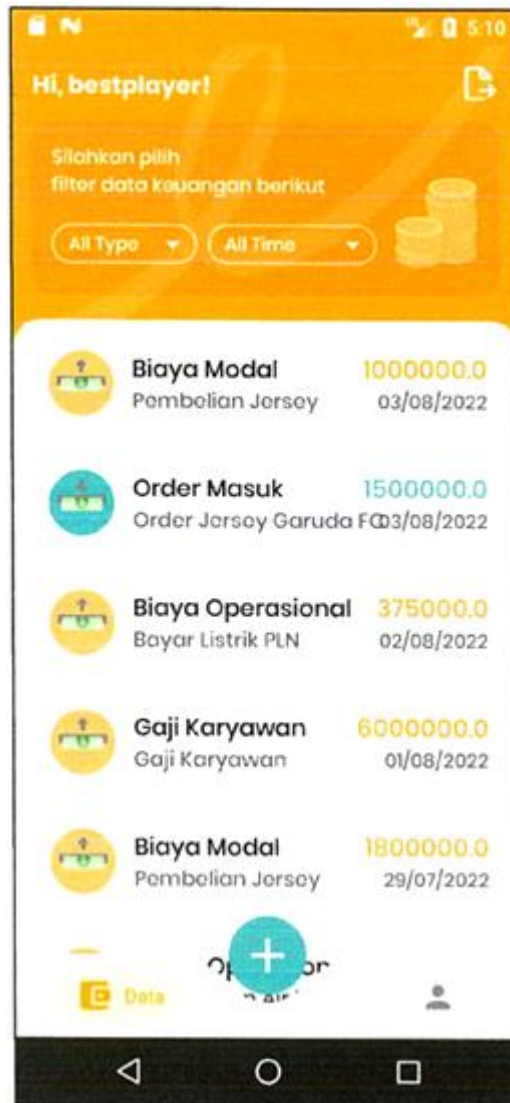 5:10
Hi, bestplayer!
Silahkan pilih
filter data keuangan berikut
All Type All Time
Biaya Modal 1000000.0
Pembelian Jersey 03/08/2022
Order Masuk 1500000.0
Order Jersey Garuda FC 03/08/2022
Biaya Operasional 375000.0
Bayar Listrik PLN 02/08/2022
Gaji Karyawan 6000000.0
Gaji Karyawan 01/08/2022
Biaya Modal 1800000.0
Pembelian Jersey 29/07/2022
Data